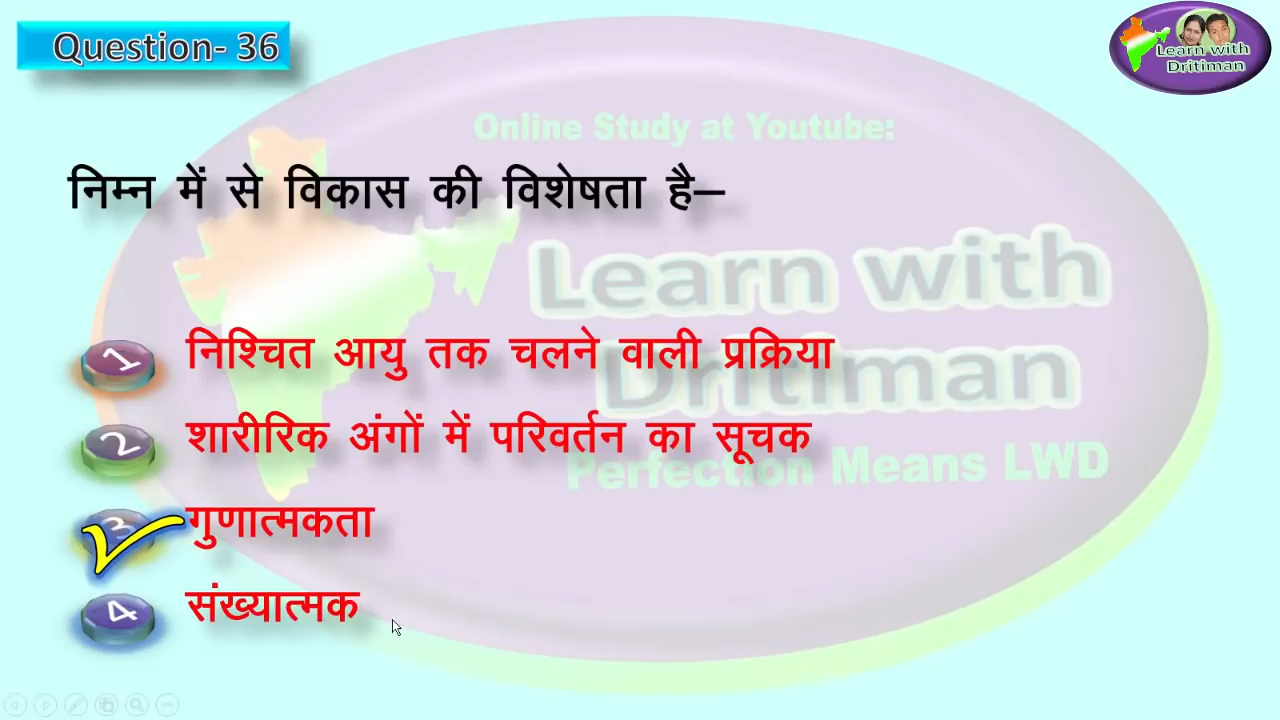 Question- 36
Learn with
Dritiman
Online Study at Youtube:
निम्न में से विकास की विशेषता है–
Learn with
Dritiman
Perfection Means LWD
1 निश्चित आयु तक चलने वाली प्रक्रिया
2 शारीरिक अंगों में परिवर्तन का सूचक
3 गुणात्मकता
4 संख्यात्मक